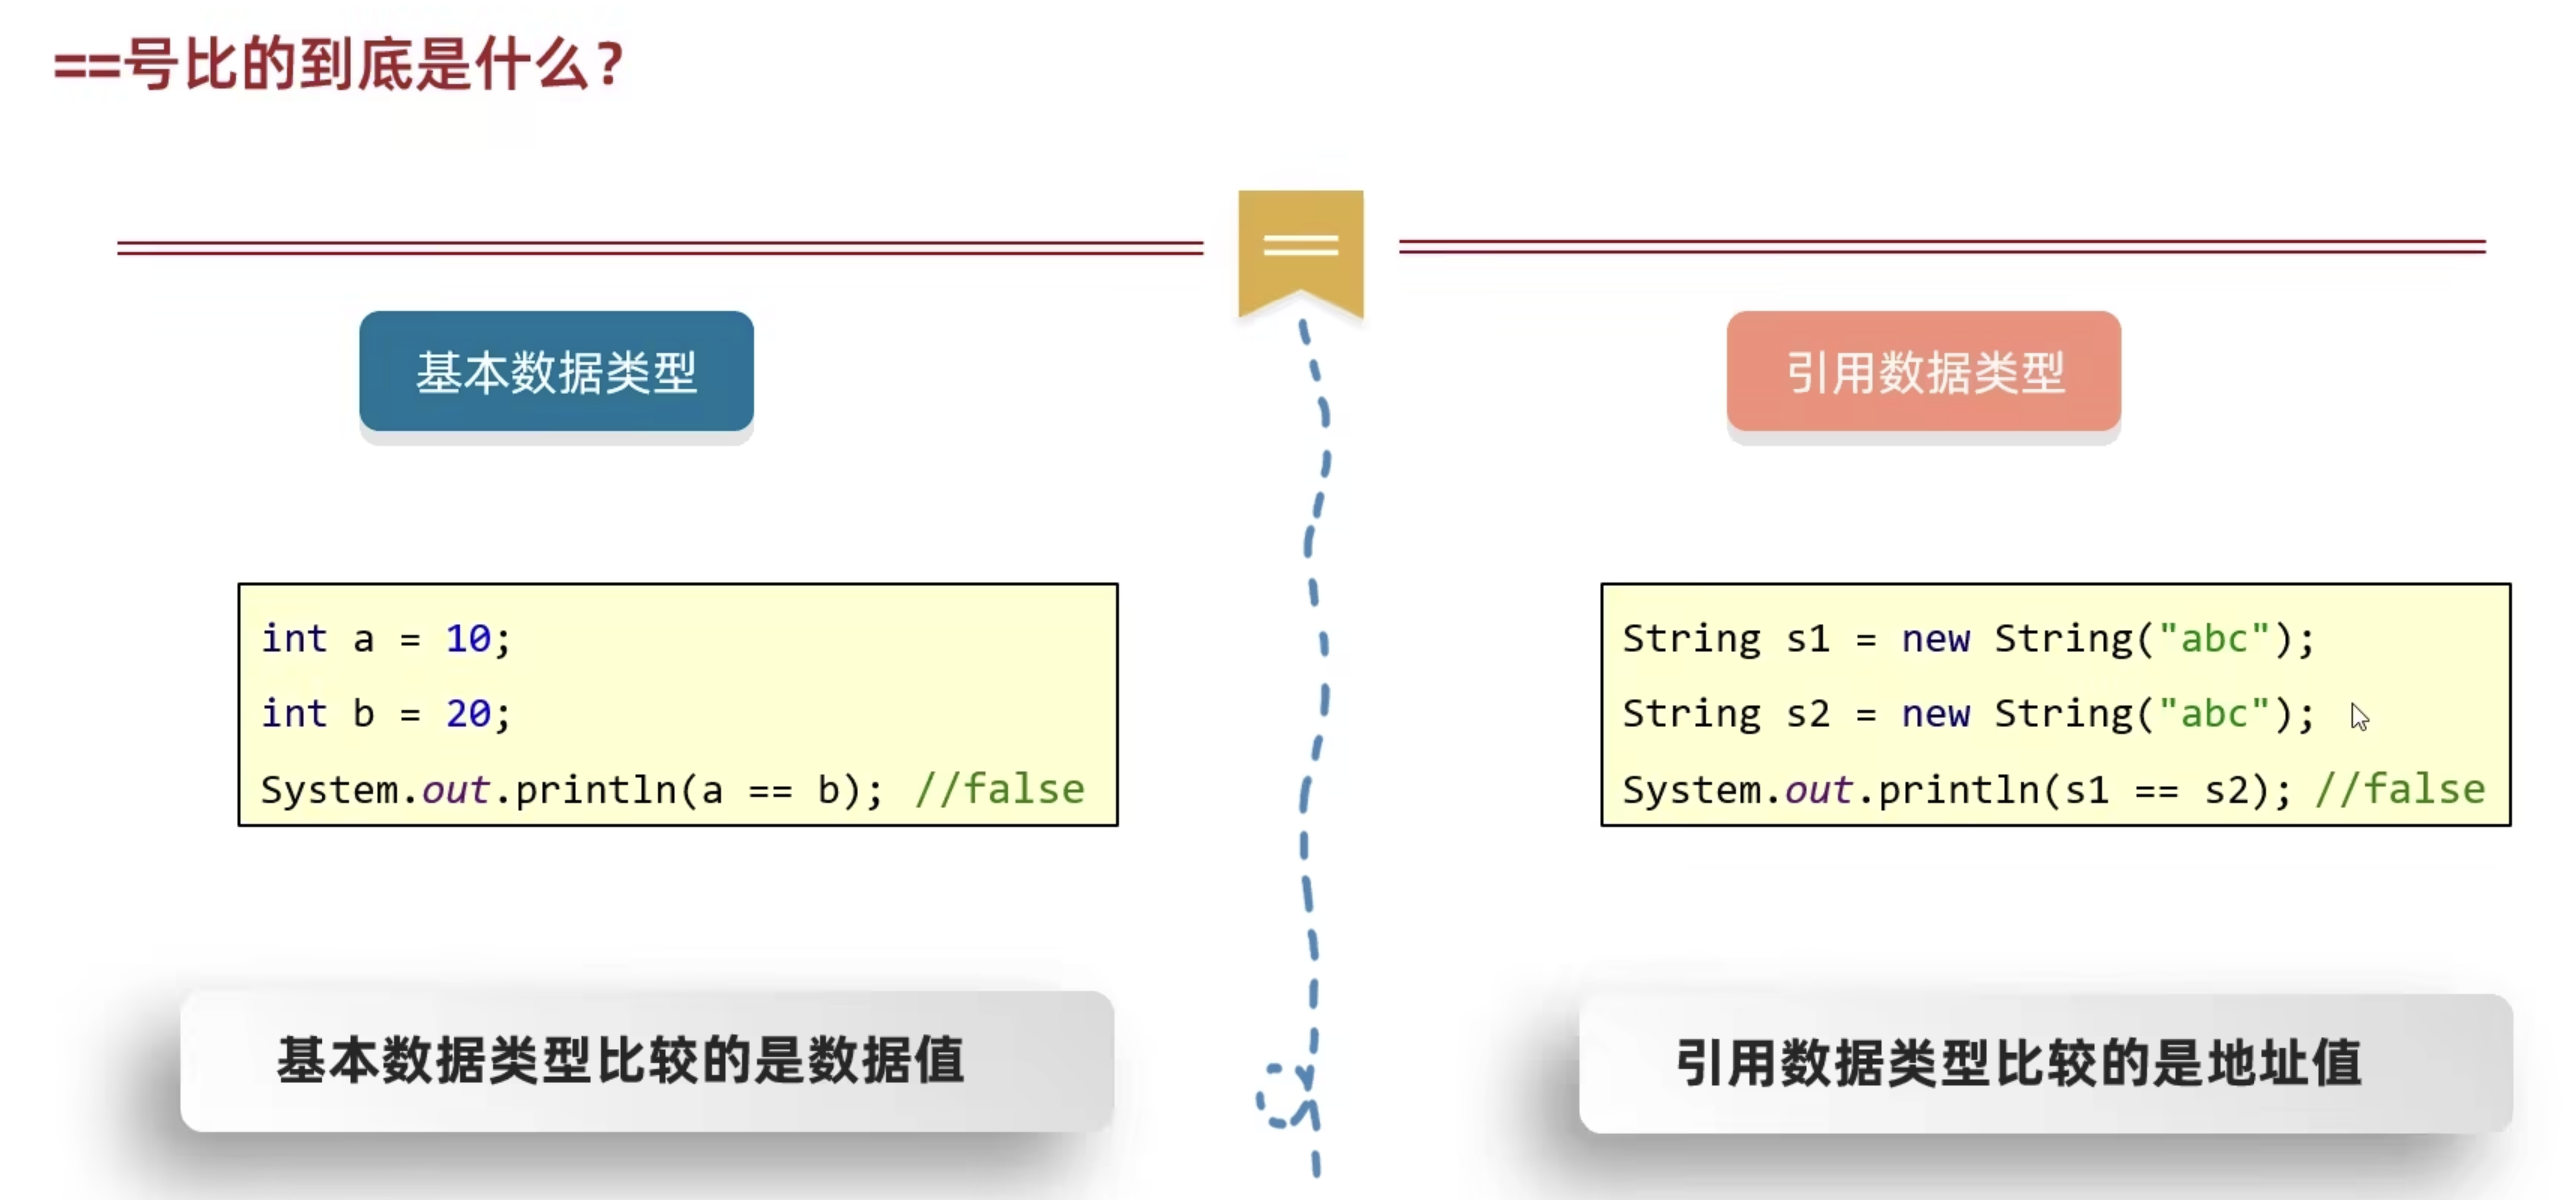 ==号比的到底是什么?
基本数据类型
int a = 10;
int b = 20;
System.out.println(a == b); //false
基本数据类型比较的是数据值
引用数据类型
String s1 = new String("abc");
String s2 = new String("abc");
System.out.println(s1 == s2); //false
引用数据类型比较的是地址值